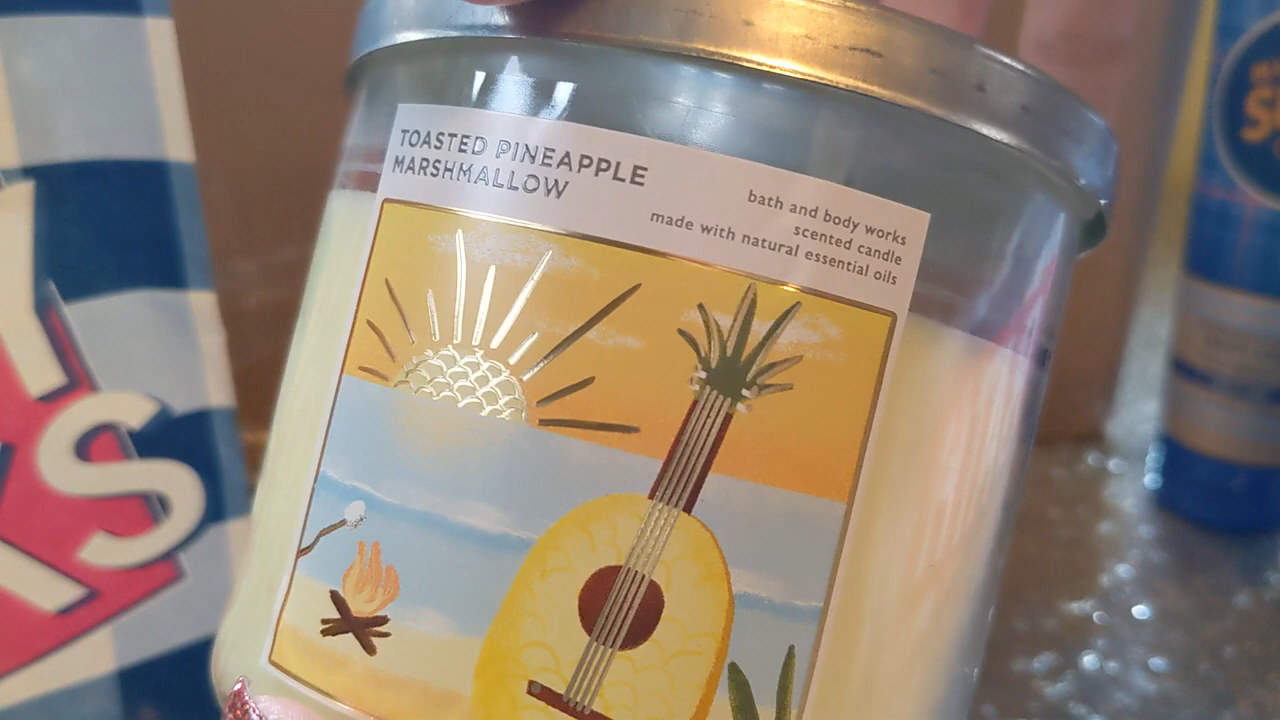 TOASTED PINEAPPLE
MARSHMALLOW
bath and body works
scented candle
made with natural essential oils